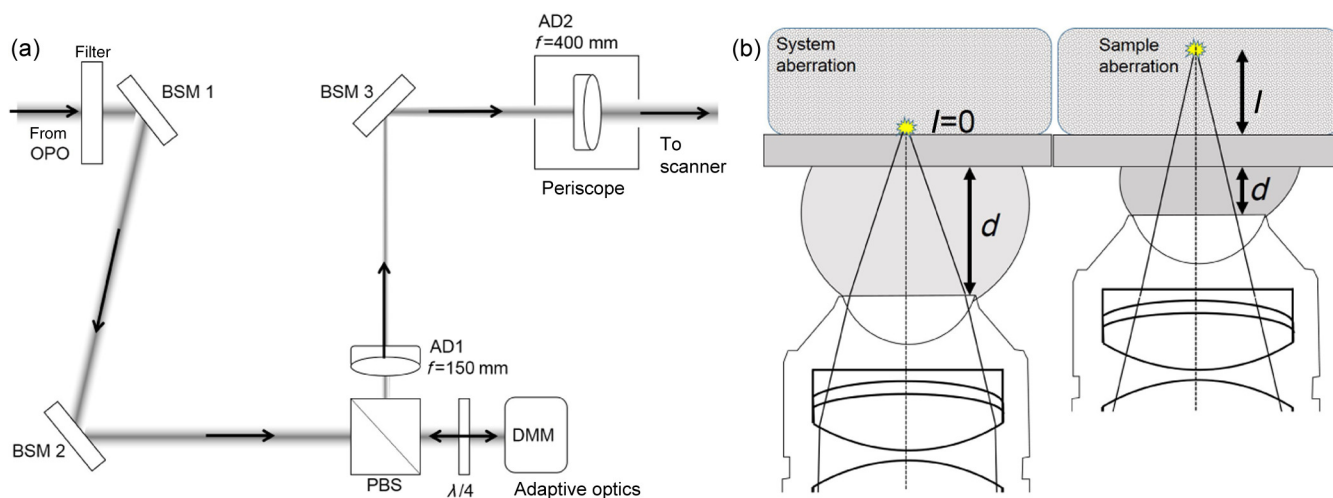 (a)
Filter
From
OPO
BSM 1
BSM 2
BSM 3
AD2
f=400 mm
Periscope
To
scanner
AD1
f=150 mm
PBS
λ/4
DMM
Adaptive optics
(b)
System
aberration
l=0
d
Sample
aberration
l
d